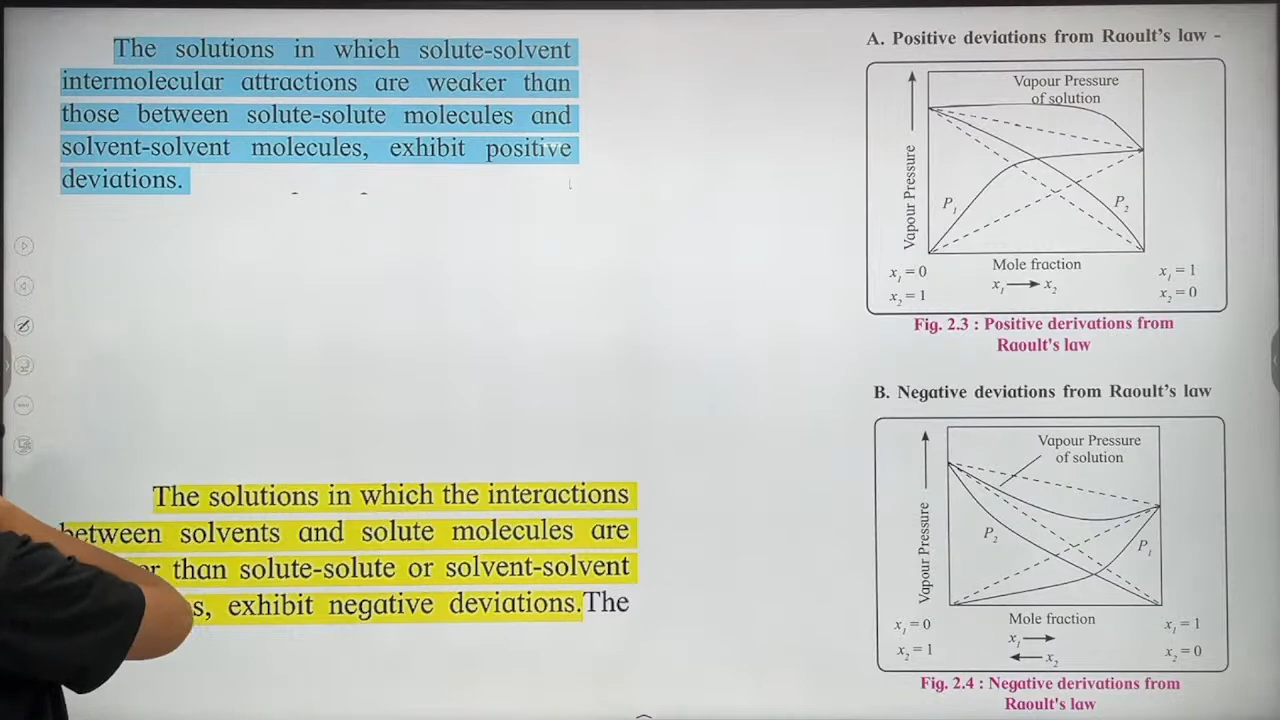 The solutions in which solute-solvent
intermolecular attractions are weaker than
those between solute-solute molecules and
solvent-solvent molecules, exhibit positive
deviations.
The solutions in which the interactions
between solvents and solute molecules are
than solute-solute or solvent-solvent
exhibit negative deviations.The
A. Positive deviations from Raoult's law -
Vapour Pressure
of solution
Vapour Pressure
P₁
P₂
x₁ = 0
Mole fraction
x₁ = 1
x₂ = 1
x₁ ⟶ x₂
x₂ = 0
Fig. 2.3 : Positive derivations from
Raoult's law
B. Negative deviations from Raoult's law
Vapour Pressure
of solution
Vapour Pressure
P₂
P₁
x₁ = 0
Mole fraction
x₁ = 1
x₁ ⟶
x₂ = 1
⟵ x₂
x₂ = 0
Fig. 2.4 : Negative derivations from
Raoult's law